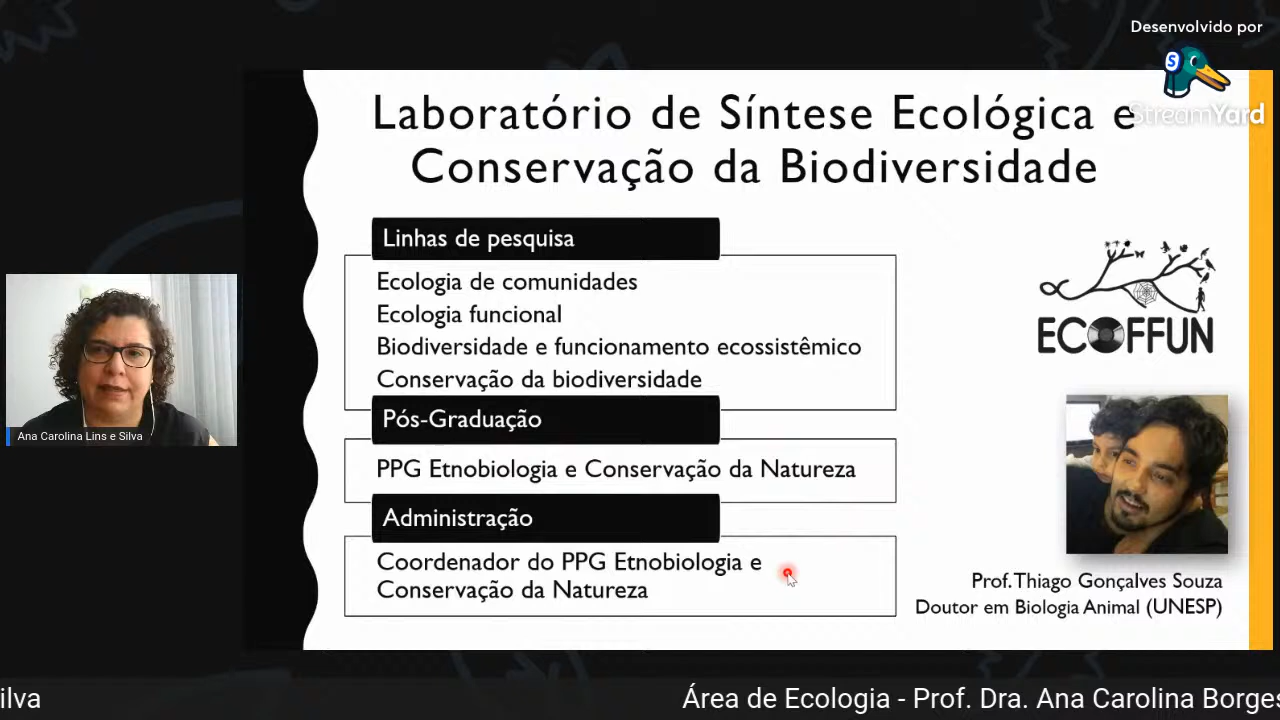 Desenvolvido por
StreamYard
Laboratório de Síntese Ecológica e
Conservação da Biodiversidade
Linhas de pesquisa
Ecologia de comunidades
Ecologia funcional
Biodiversidade e funcionamento ecossistêmico
Conservação da biodiversidade
Pós-Graduação
PPG Etnobiologia e Conservação da Natureza
Administração
Coordenador do PPG Etnobiologia e
Conservação da Natureza
ECOFFUN
Prof. Thiago Gonçalves Souza
Doutor em Biologia Animal (UNESP)
Ana Carolina Lins e Silva
ilva
Área de Ecologia - Prof. Dra. Ana Carolina Borges